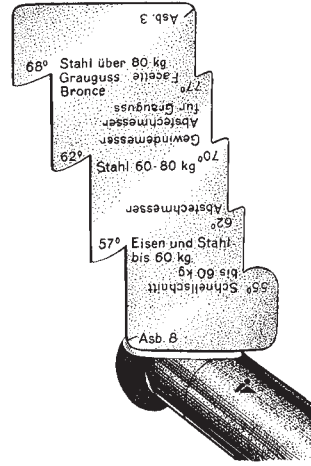 Asb. 3
68° Stahl über 80 kg
Grauguss
Bronce
Facette
77°
für Grauguss
Abstechmesser
Gewindemesser
70°
62°
Stahl 60-80 kg
Abstechmesser
62°
57° Eisen und Stahl
bis 60 kg
55° Schnellschnitt
bis 60 kg
Asb. 8